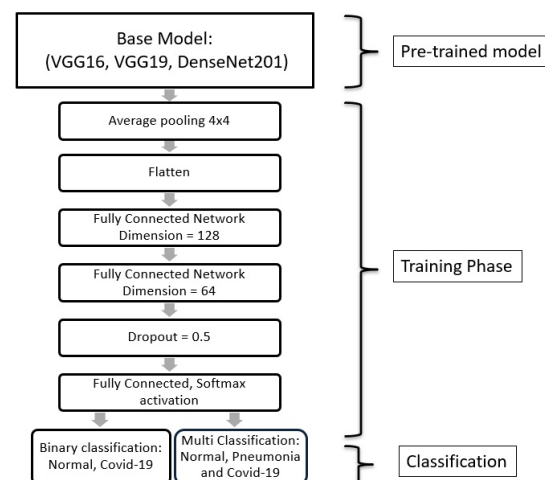 Base Model:
(VGG16, VGG19, DenseNet201)
Pre-trained model
Average pooling 4x4
Flatten
Fully Connected Network
Dimension = 128
Fully Connected Network
Dimension = 64
Training Phase
Dropout = 0.5
Fully Connected, Softmax
activation
Binary classification:
Normal, Covid-19
Multi Classification:
Normal, Pneumonia
and Covid-19
Classification